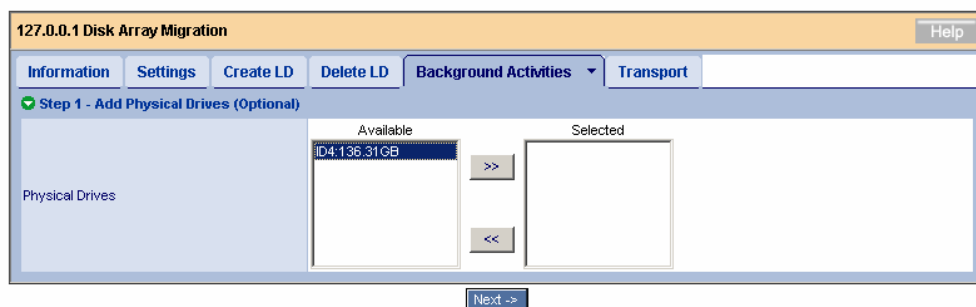 127.0.0.1 Disk Array Migration Help
Information Settings Create LD Delete LD Background Activities Transport
Step 1 - Add Physical Drives (Optional)
Available Selected
ID4:136.31GB
>>
Physical Drives
<<
Next ->